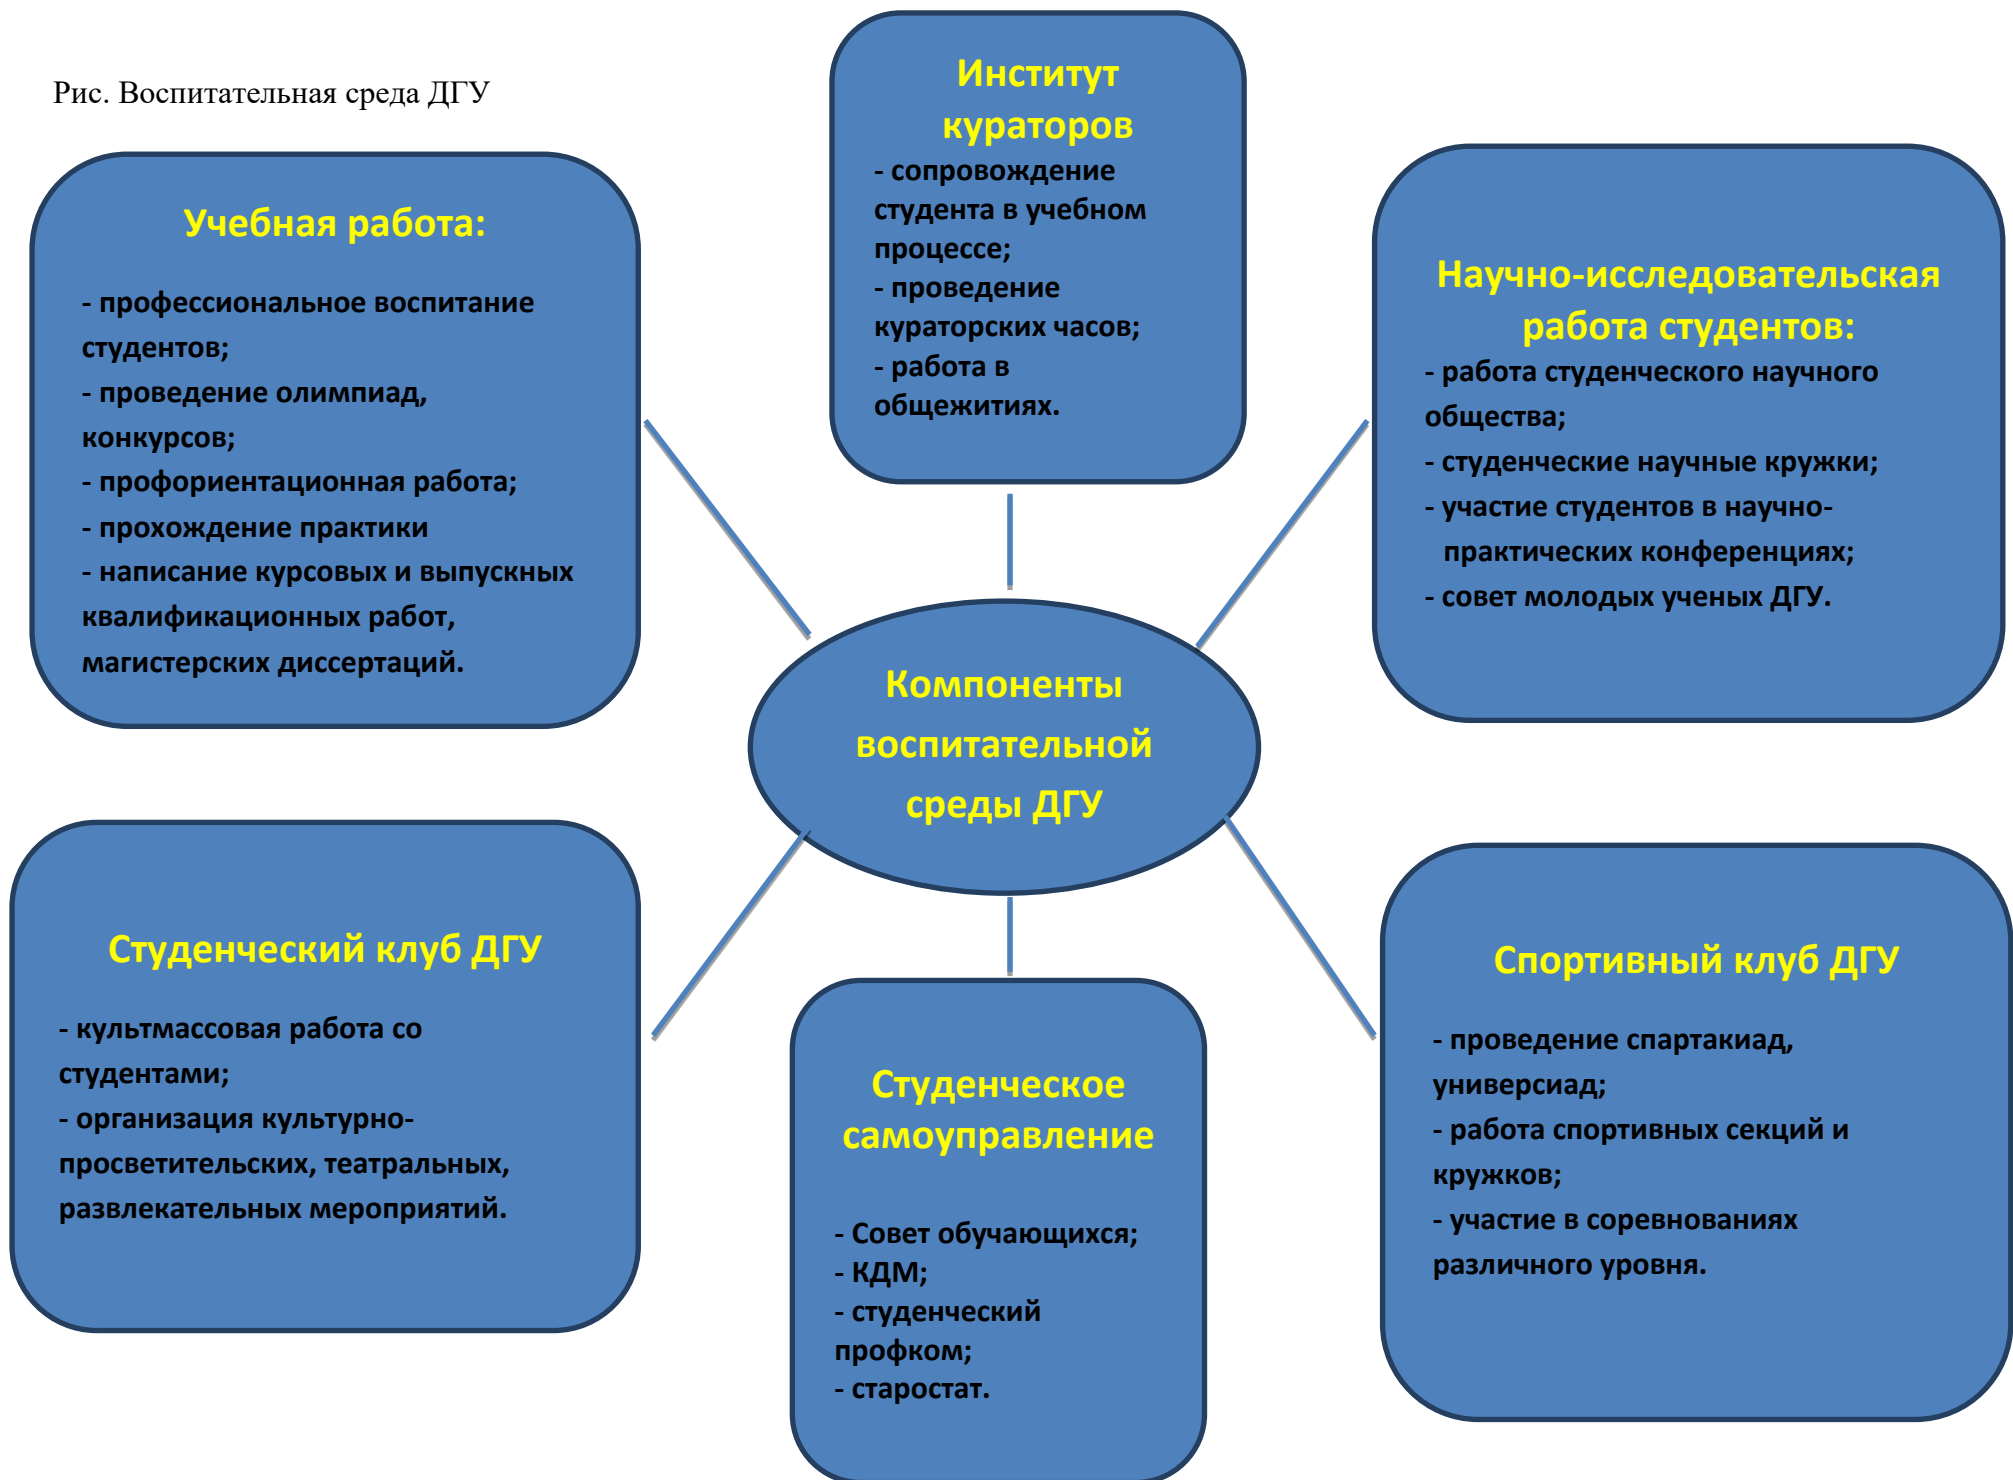 Рис. Воспитательная среда ДГУ
Институт
кураторов
- сопровождение
студента в учебном
процессе;
- проведение
кураторских часов;
- работа в
общежитиях.
Учебная работа:
- профессиональное воспитание
студентов;
- проведение олимпиад,
конкурсов;
- профориентационная работа;
- прохождение практики
- написание курсовых и выпускных
квалификационных работ,
магистерских диссертаций.
Научно-исследовательская
работа студентов:
- работа студенческого научного
общества;
- студенческие научные кружки;
- участие студентов в научно-
практических конференциях;
- совет молодых ученых ДГУ.
Компоненты
воспитательной
среды ДГУ
Студенческий клуб ДГУ
- культмассовая работа со
студентами;
- организация культурно-
просветительских, театральных,
развлекательных мероприятий.
Студенческое
самоуправление
- Совет обучающихся;
- КДМ;
- студенческий
профком;
- старостат.
Спортивный клуб ДГУ
- проведение спартакиад,
универсиад;
- работа спортивных секций и
кружков;
- участие в соревнованиях
различного уровня.